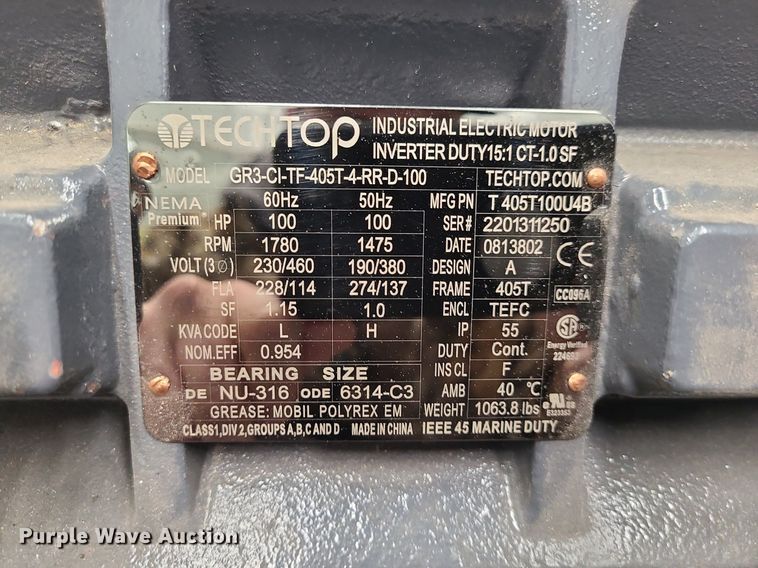 TECHTOP INDUSTRIAL ELECTRIC MOTOR
INVERTER DUTY 15:1 CT-1.0 SF
MODEL GR3-CI-TF-405T-4-RR-D-100 TECHTOP.COM
NEMA Premium 60Hz 50Hz MFG PN T 405T100U4B
HP 100 100 SER# 2201311250
RPM 1780 1475 DATE 0813802 CE
VOLT (3∅) 230/460 190/380 DESIGN A
FLA 228/114 274/137 FRAME 405T CC096A
SF 1.15 1.0 ENCL TEFC
KVA CODE L H IP 55 Energy Verified
NOM.EFF 0.954 DUTY Cont.
BEARING SIZE INS CL F
DE NU-316 ODE 6314-C3 AMB 40 ℃
GREASE: MOBIL POLYREX EM WEIGHT 1063.8 lbs
CLASS1, DIV 2, GROUPS A, B, C AND D MADE IN CHINA IEEE 45 MARINE DUTY
Purple Wave Auction